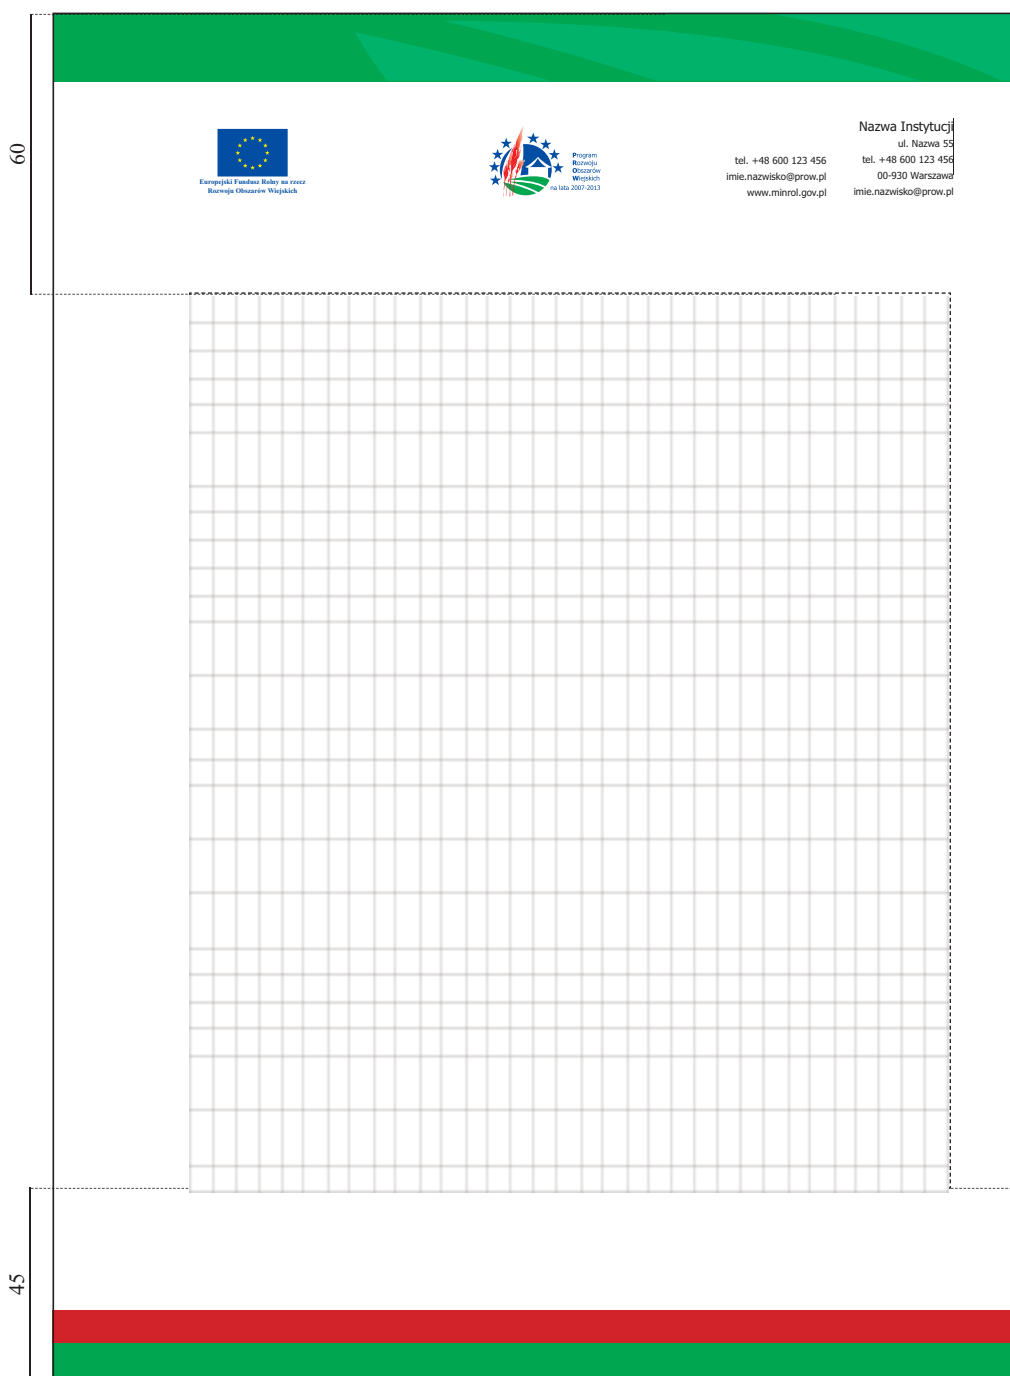 60
Europejski Fundusz Rolny na rzecz
Rozwoju Obszarów Wiejskich
Program
Rozwoju
Obszarów
Wiejskich
na lata 2007-2013
tel. +48 600 123 456
imie.nazwisko@prow.pl
www.minrol.gov.pl
Nazwa Instytucji
ul. Nazwa 55
tel. +48 600 123 456
00-930 Warszawa
imie.nazwisko@prow.pl
45